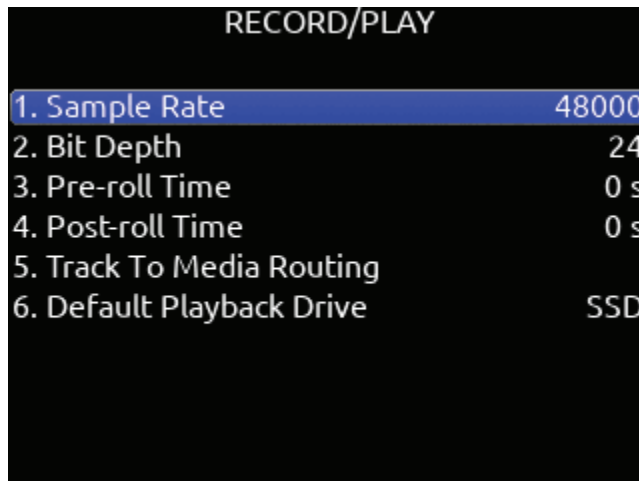 RECORD/PLAY
1. Sample Rate 48000
2. Bit Depth 24
3. Pre-roll Time 0 s
4. Post-roll Time 0 s
5. Track To Media Routing
6. Default Playback Drive SSD